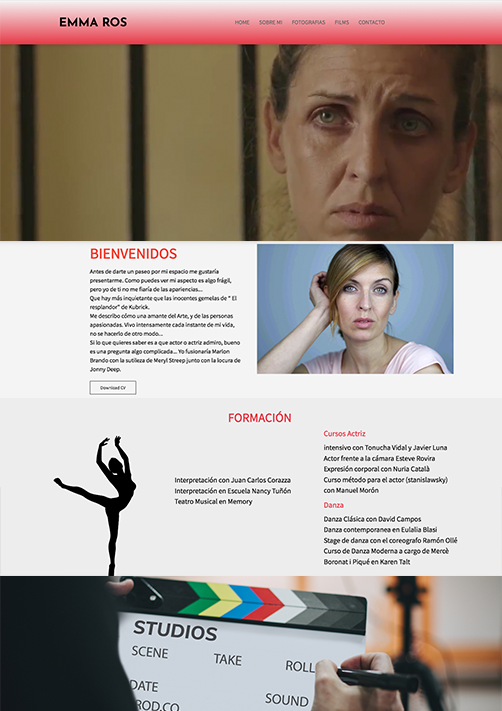 EMMA ROS
HOME SOBRE MI FOTOGRAFIAS FILMS CONTACTO
BIENVENIDOS
Antes de darte un paseo por mi espacio me gustaría
presentarme. Como puedes ver mi aspecto es algo frágil,
pero yo de ti no me fiaría de las apariencias...
Que hay más inquietante que las inocentes gemelas de " El
resplandor" de Kubrick.
Me describo cómo una amante del Arte, y de las personas
apasionadas. Vivo intensamente cada instante de mi vida,
no se hacerlo de otro modo...
Si lo que quieres saber es a que actor o actriz admiro, bueno
es una pregunta algo complicada... Yo fusionaría Marlon
Brando con la sutileza de Meryl Streep junto con la locura de
Jonny Deep.
Download CV
FORMACIÓN
Interpretación con Juan Carlos Corazza
Interpretación en Escuela Nancy Tuñón
Teatro Musical en Memory
Cursos Actriz
intensivo con Tonucha Vidal y Javier Luna
Actor frente a la cámara Esteve Rovira
Expresión corporal con Nuria Català
Curso método para el actor (stanislawsky)
con Manuel Morón
Danza
Danza Clásica con David Campos
Danza contemporanea en Eulalia Blasi
Stage de danza con el coreografo Ramón Ollé
Curso de Danza Moderna a cargo de Mercè
Boronat i Piqué en Karen Talt
STUDIOS
SCENE TAKE ROLL
DATE SOUND
PROD.CO